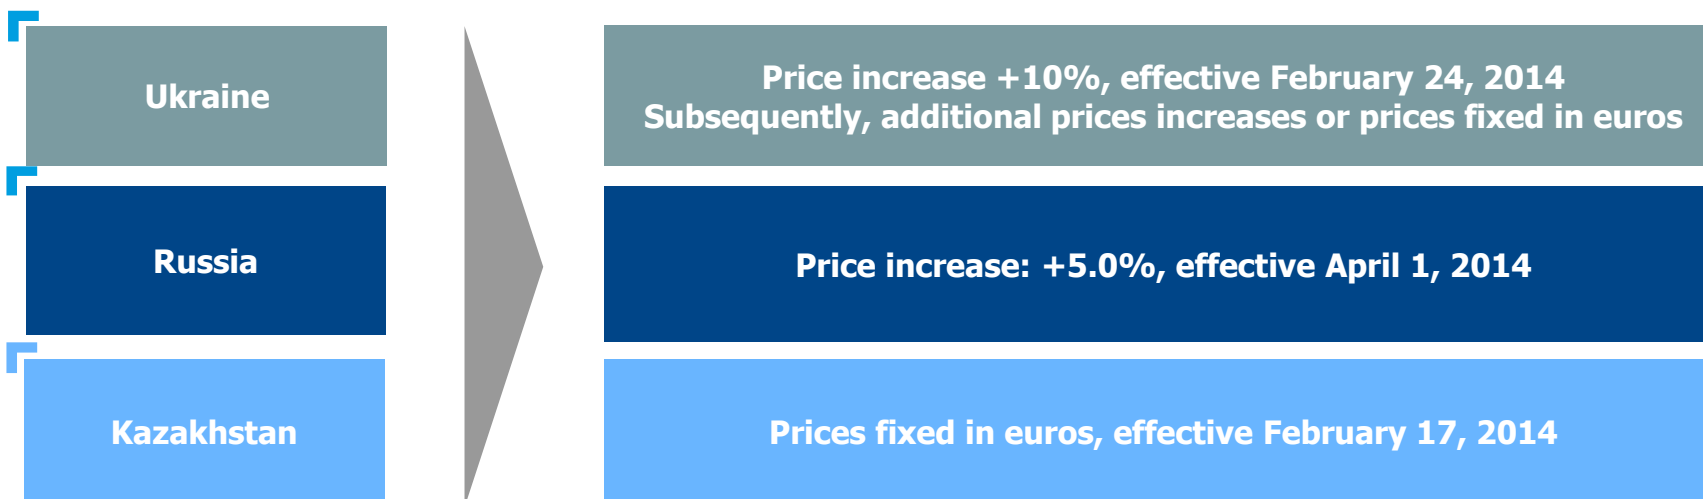 Ukraine
Price increase +10%, effective February 24, 2014
Subsequently, additional prices increases or prices fixed in euros
Russia
Price increase: +5.0%, effective April 1, 2014
Kazakhstan
Prices fixed in euros, effective February 17, 2014